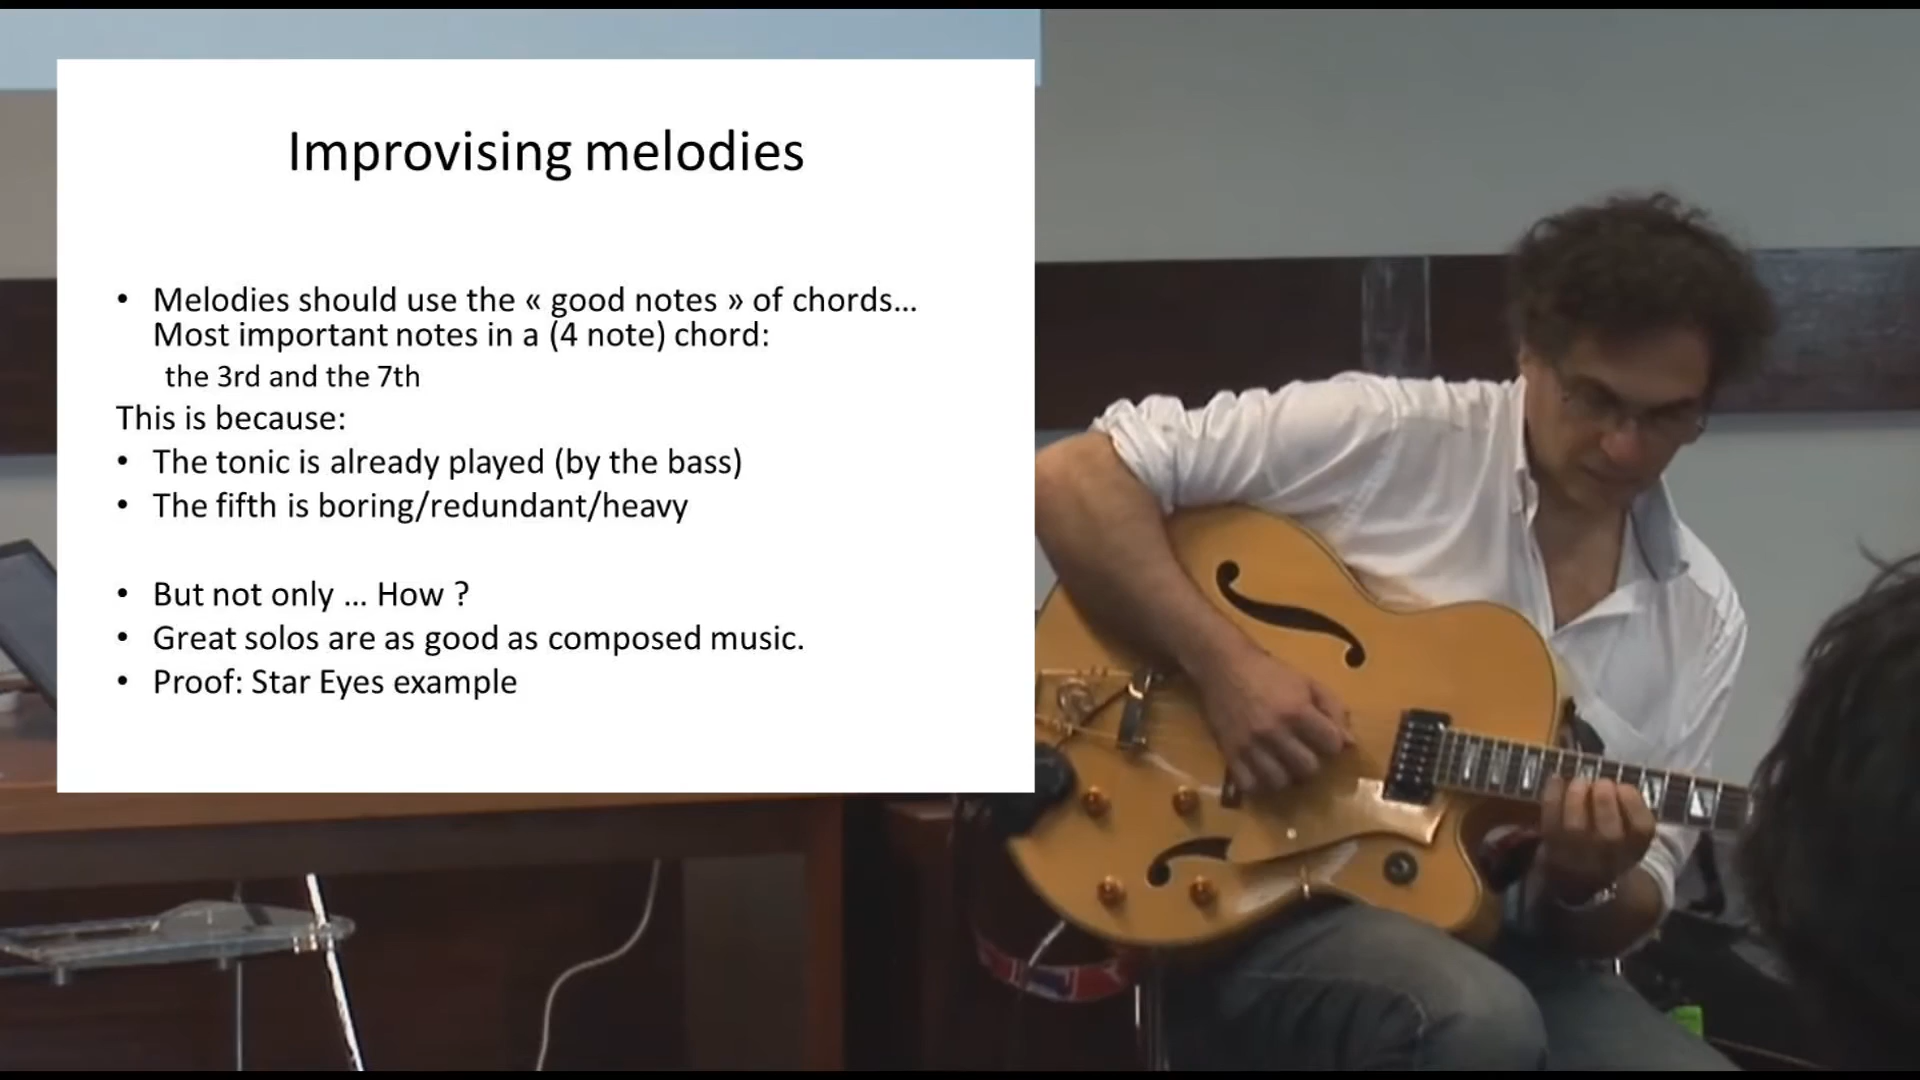 Improvising melodies
• Melodies should use the « good notes » of chords...
Most important notes in a (4 note) chord:
the 3rd and the 7th
This is because:
• The tonic is already played (by the bass)
• The fifth is boring/redundant/heavy
• But not only ... How ?
• Great solos are as good as composed music.
• Proof: Star Eyes example